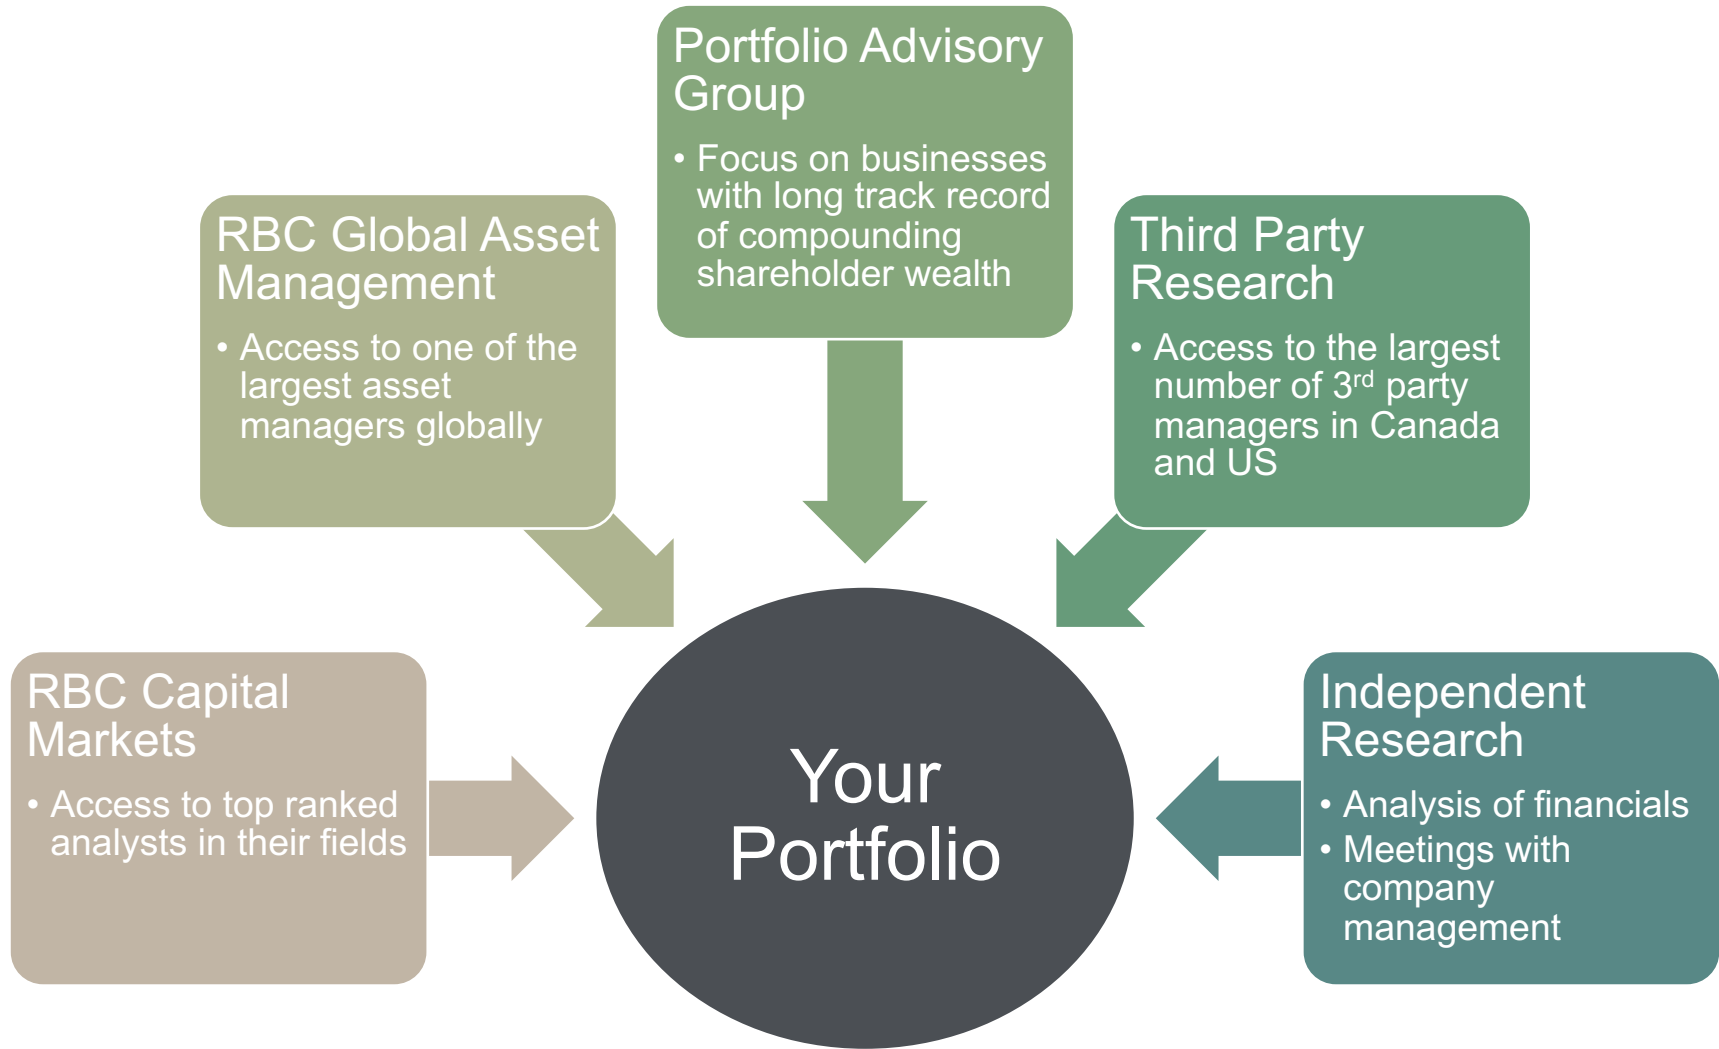 Portfolio Advisory
Group
• Focus on businesses
with long track record
of compounding
shareholder wealth
RBC Global Asset
Management
• Access to one of the
largest asset
managers globally
Third Party
Research
• Access to the largest
number of 3rd party
managers in Canada
and US
RBC Capital
Markets
• Access to top ranked
analysts in their fields
Your
Portfolio
Independent
Research
• Analysis of financials
• Meetings with
company
management